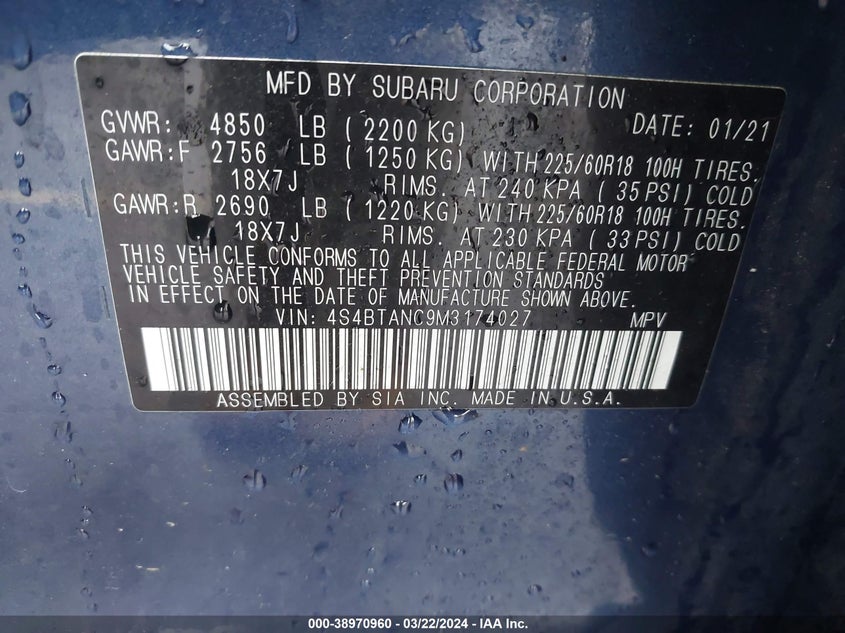 MFD BY SUBARU CORPORATION
GVWR: 4850 LB ( 2200 KG) DATE: 01/21
GAWR:F 2756 LB ( 1250 KG) WITH 225/60R18 100H TIRES.
18X7J RIMS. AT 240 KPA ( 35 PSI) COLD
GAWR:R 2690 LB ( 1220 KG) WITH 225/60R18 100H TIRES.
18X7J RIMS. AT 230 KPA ( 33 PSI) COLD
THIS VEHICLE CONFORMS TO ALL APPLICABLE FEDERAL MOTOR
VEHICLE SAFETY AND THEFT PREVENTION STANDARDS
IN EFFECT ON THE DATE OF MANUFACTURE SHOWN ABOVE.
VIN: 4S4BTANC9M3174027 MPV
ASSEMBLED BY SIA INC. MADE IN U.S.A.
000-38970960 - 03/22/2024 - IAA Inc.